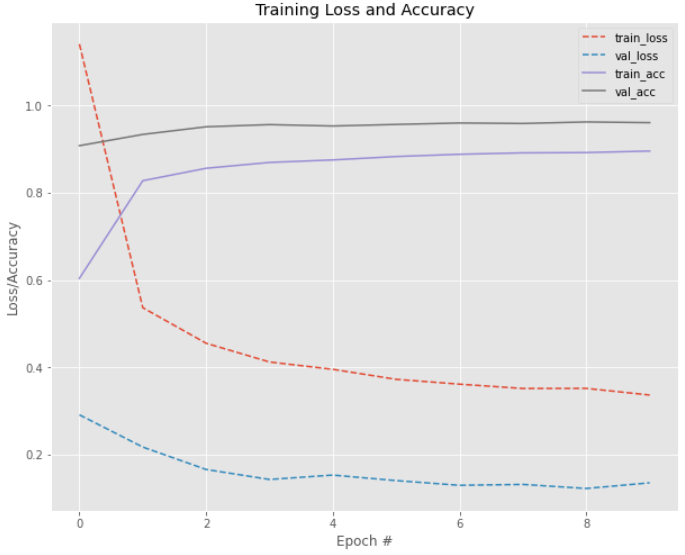 Training Loss and Accuracy
train_loss
val_loss
train_acc
val_acc
1.0
0.8
0.6
0.4
0.2
Loss/Accuracy
0 2 4 6 8
Epoch #